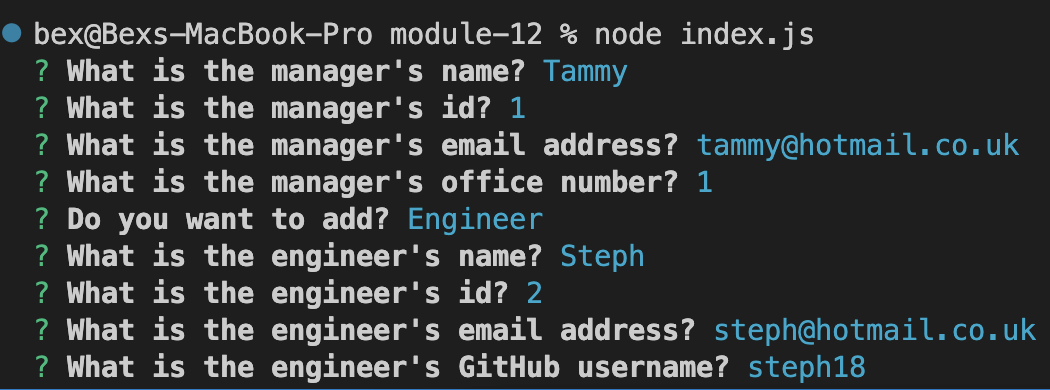 bex@Bexs-MacBook-Pro module-12 % node index.js
? What is the manager's name? Tammy
? What is the manager's id? 1
? What is the manager's email address? tammy@hotmail.co.uk
? What is the manager's office number? 1
? Do you want to add? Engineer
? What is the engineer's name? Steph
? What is the engineer's id? 2
? What is the engineer's email address? steph@hotmail.co.uk
? What is the engineer's GitHub username? steph18